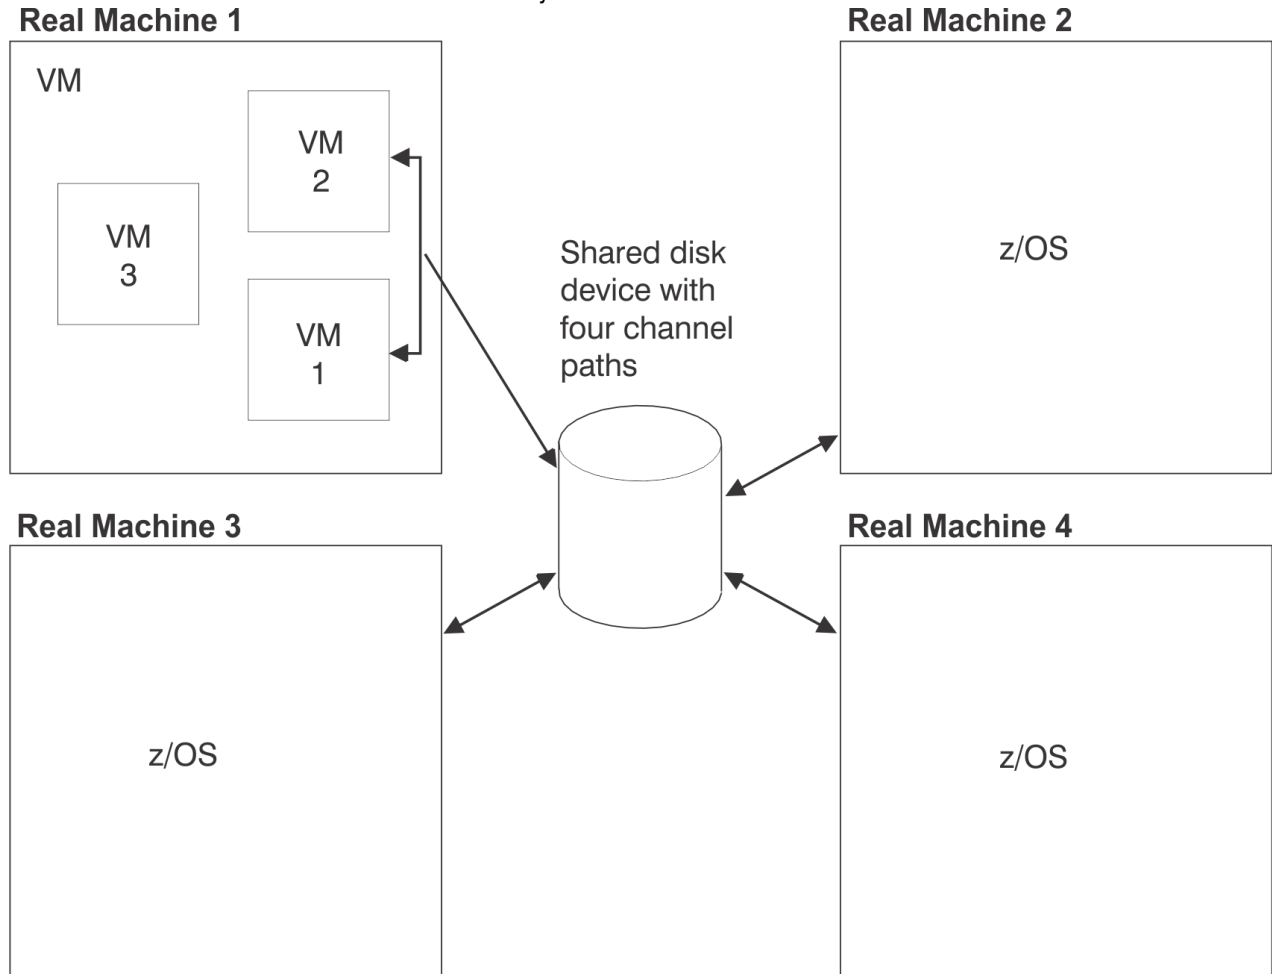 Real Machine 1
Real Machine 2
VM
VM
2
VM
3
VM
1
Shared disk
device with
four channel
paths
z/OS
Real Machine 3
Real Machine 4
z/OS
z/OS